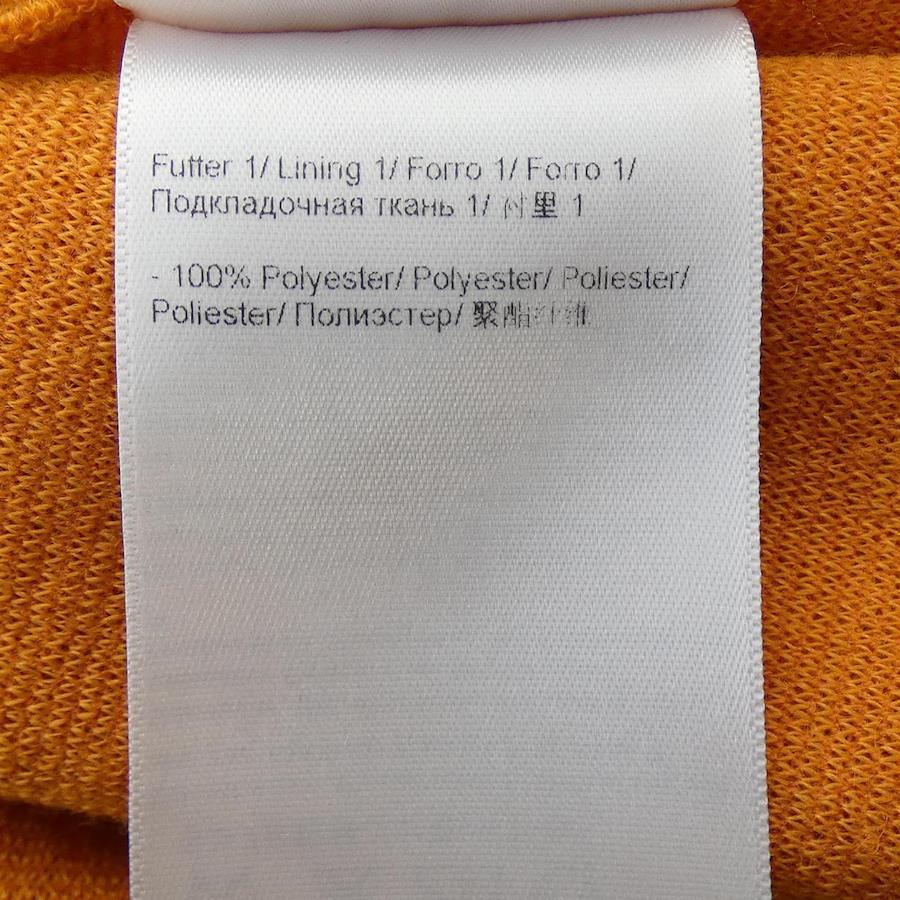 Futter 1/ Lining 1/ Forro 1/ Forro 1/
Подкладочная ткань 1/ 衬里 1
- 100% Polyester/ Polyester/ Poliester/
Poliester/ Полиэстер/ 聚酯纤维